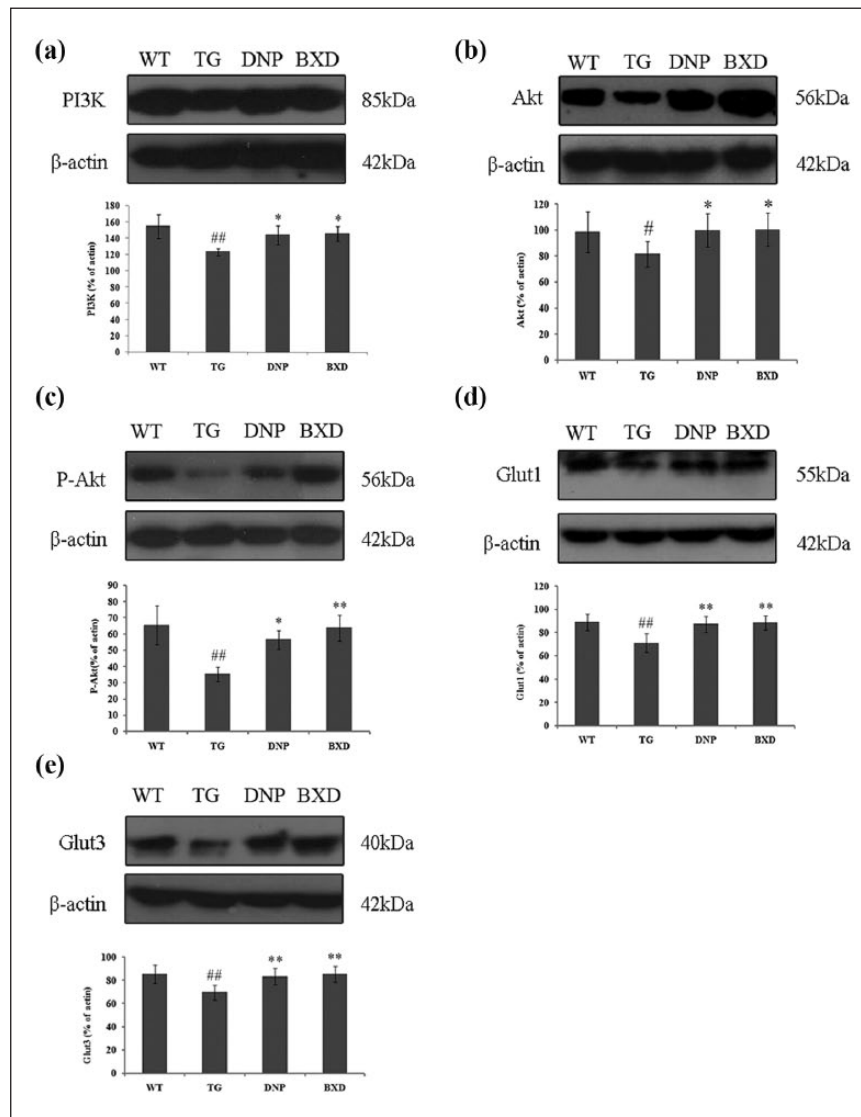 (a)
WT TG DNP BXD
PI3K 85kDa
β-actin 42kDa
PI3K (% of actin)
180
160
140
120
100
80
60
40
20
0
## * *
WT TG DNP BXD
(b)
WT TG DNP BXD
Akt 56kDa
β-actin 42kDa
Akt (% of actin)
120
100
80
60
40
20
0
# * *
WT TG DNP BXD
(c)
WT TG DNP BXD
P-Akt 56kDa
β-actin 42kDa
P-Akt(% of actin)
90
80
70
60
50
40
30
20
10
0
## * **
WT TG DNP BXD
(d)
WT TG DNP BXD
Glut1 55kDa
β-actin 42kDa
Glut1 (% of actin)
120
100
80
60
40
20
0
## ** **
WT TG DNP BXD
(e)
WT TG DNP BXD
Glut3 40kDa
β-actin 42kDa
Glut3 (% of actin)
100
80
60
40
20
0
## ** **
WT TG DNP BXD